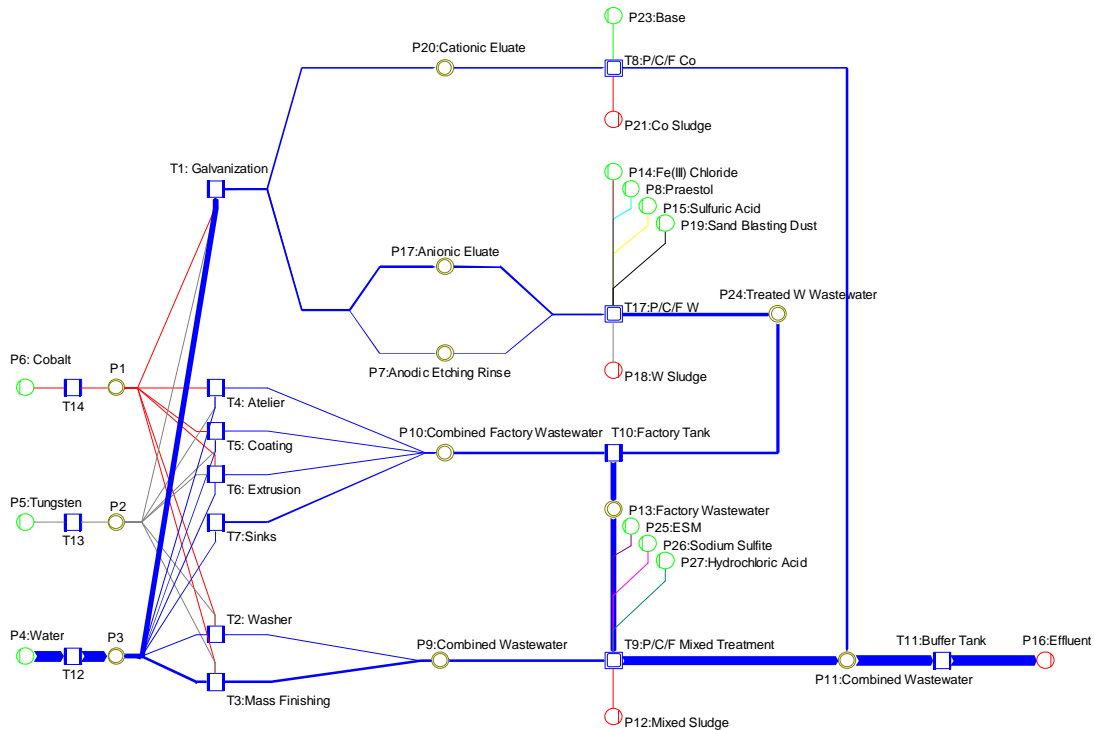 P23:Base
P20:Cationic Eluate
T8:P/C/F Co
P21:Co Sludge
T1: Galvanization
P14:Fe(III) Chloride
P8:Praestol
P15:Sulfuric Acid
P19:Sand Blasting Dust
P17:Anionic Eluate
P24:Treated W Wastewater
T17:P/C/F W
P6: Cobalt
P1
P7:Anodic Etching Rinse
P18:W Sludge
T14
T4: Atelier
P10:Combined Factory Wastewater
T10:Factory Tank
T5: Coating
T6: Extrusion
P5:Tungsten
P2
P13:Factory Wastewater
P25:ESM
T13
T7:Sinks
P26:Sodium Sulfite
P27:Hydrochloric Acid
T2: Washer
P4:Water
P3
P9:Combined Wastewater
T9:P/C/F Mixed Treatment
T11:Buffer Tank
P16:Effluent
T12
P11:Combined Wastewater
T3:Mass Finishing
P12:Mixed Sludge